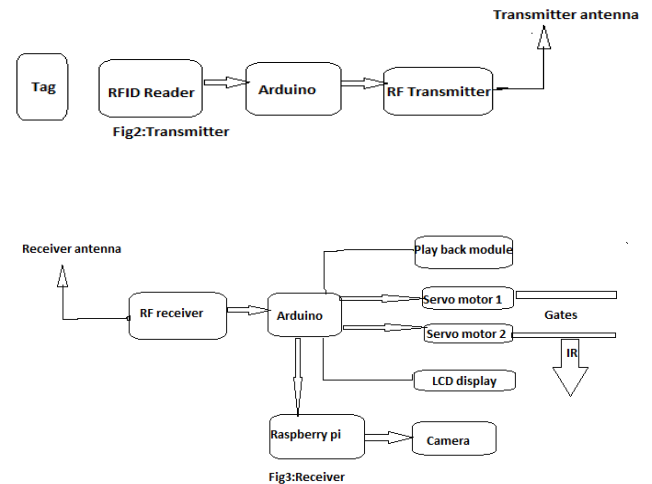 Transmitter antenna
Tag
RFID Reader
Arduino
RF Transmitter
Fig2:Transmitter
Receiver antenna
Play back module
RF receiver
Arduino
Servo motor 1
Gates
Servo motor 2
IR
LCD display
Raspberry pi
Camera
Fig3:Receiver